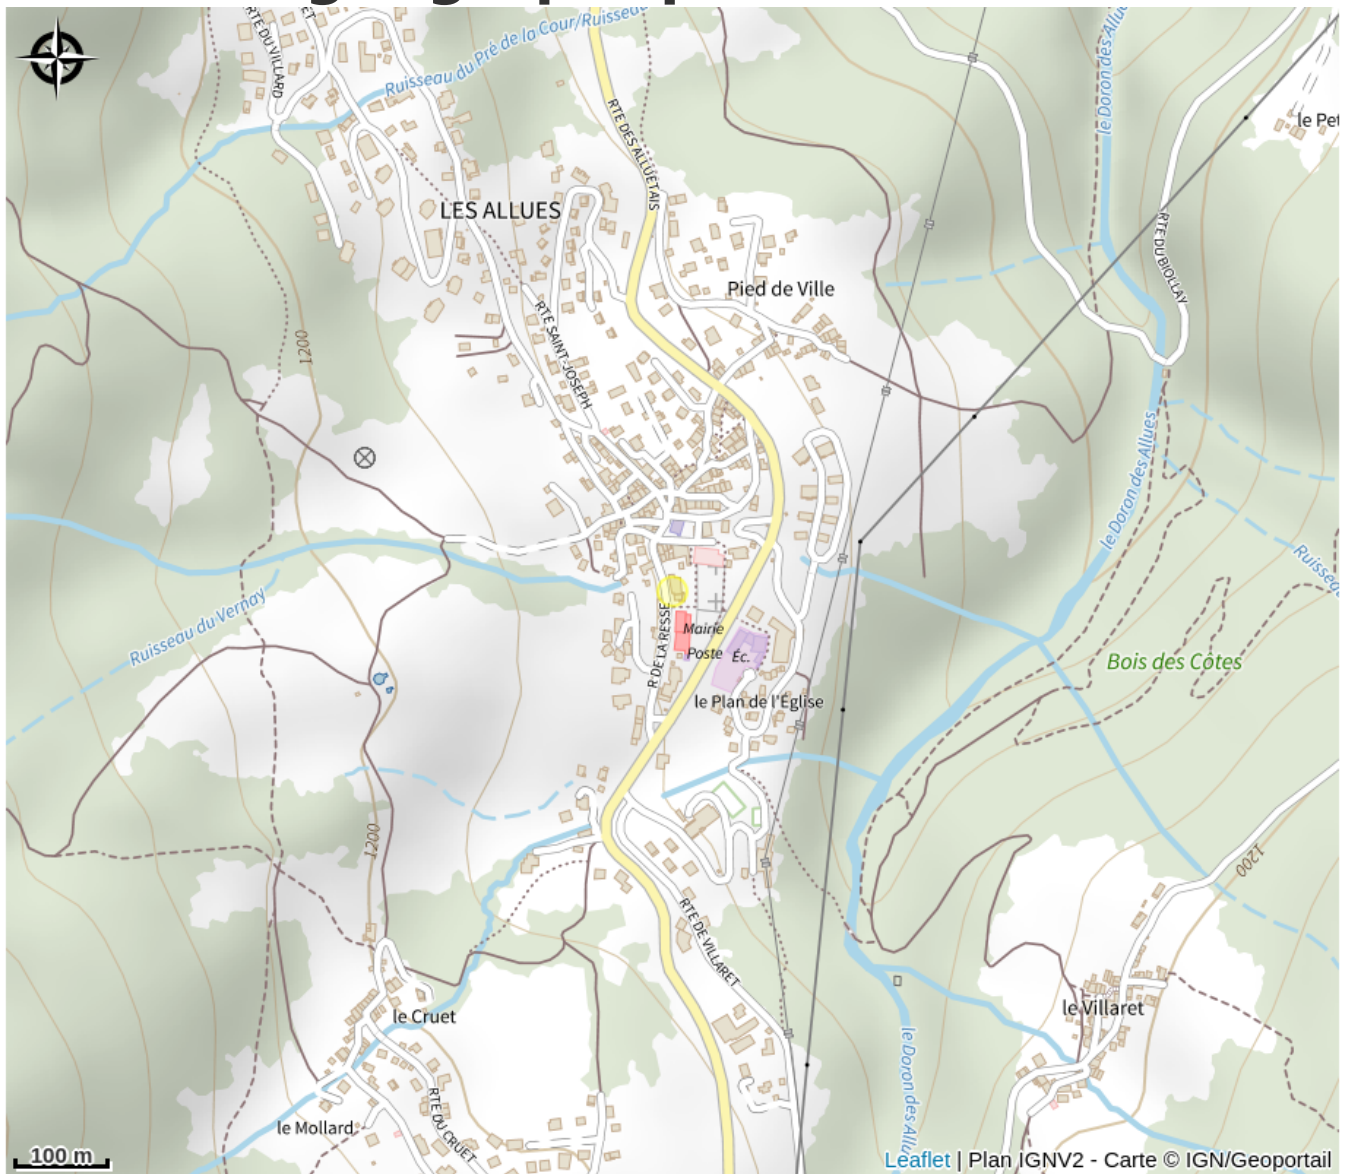 RTE DU VILLARD
Ruisseau du Pré de la Cour/Ruisseau
RTE DES ALLUETAIS
le Doron des Allues
le Pet
LES ALLUES
RTE DU BIOLLAY
Pied de Ville
RTE SAINT-JOSEPH
1200
le Doron des Allues
Ruisseau du Vernay
Ruissea
R DE LA RESSE
Mairie
Poste
Éc.
Bois des Côtes
le Plan de l'Église
1200
1200
RTE DE VILLARET
le Cruet
le Villaret
le Doron des Allu
RTE DU CRUET
le Mollard
100 m
Leaflet | Plan IGNV2 - Carte © IGN/Geoportail